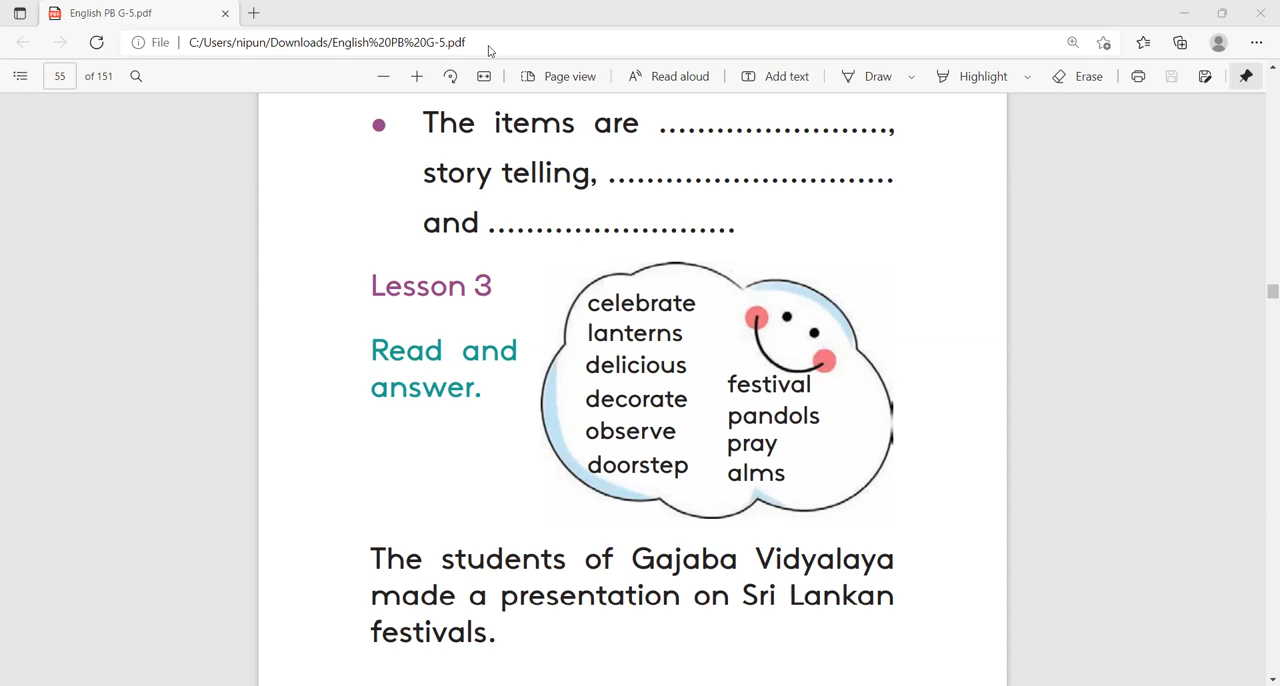 English PB G-5.pdf
File | C:/Users/nipun/Downloads/English%20PB%20G-5.pdf
55 of 151 Page view Read aloud Add text Draw Highlight Erase
The items are ........................,
story telling, ..............................
and ..........................
Lesson 3
Read and
answer.
celebrate
lanterns
delicious
decorate
observe
doorstep
festival
pandols
pray
alms
The students of Gajaba Vidyalaya
made a presentation on Sri Lankan
festivals.